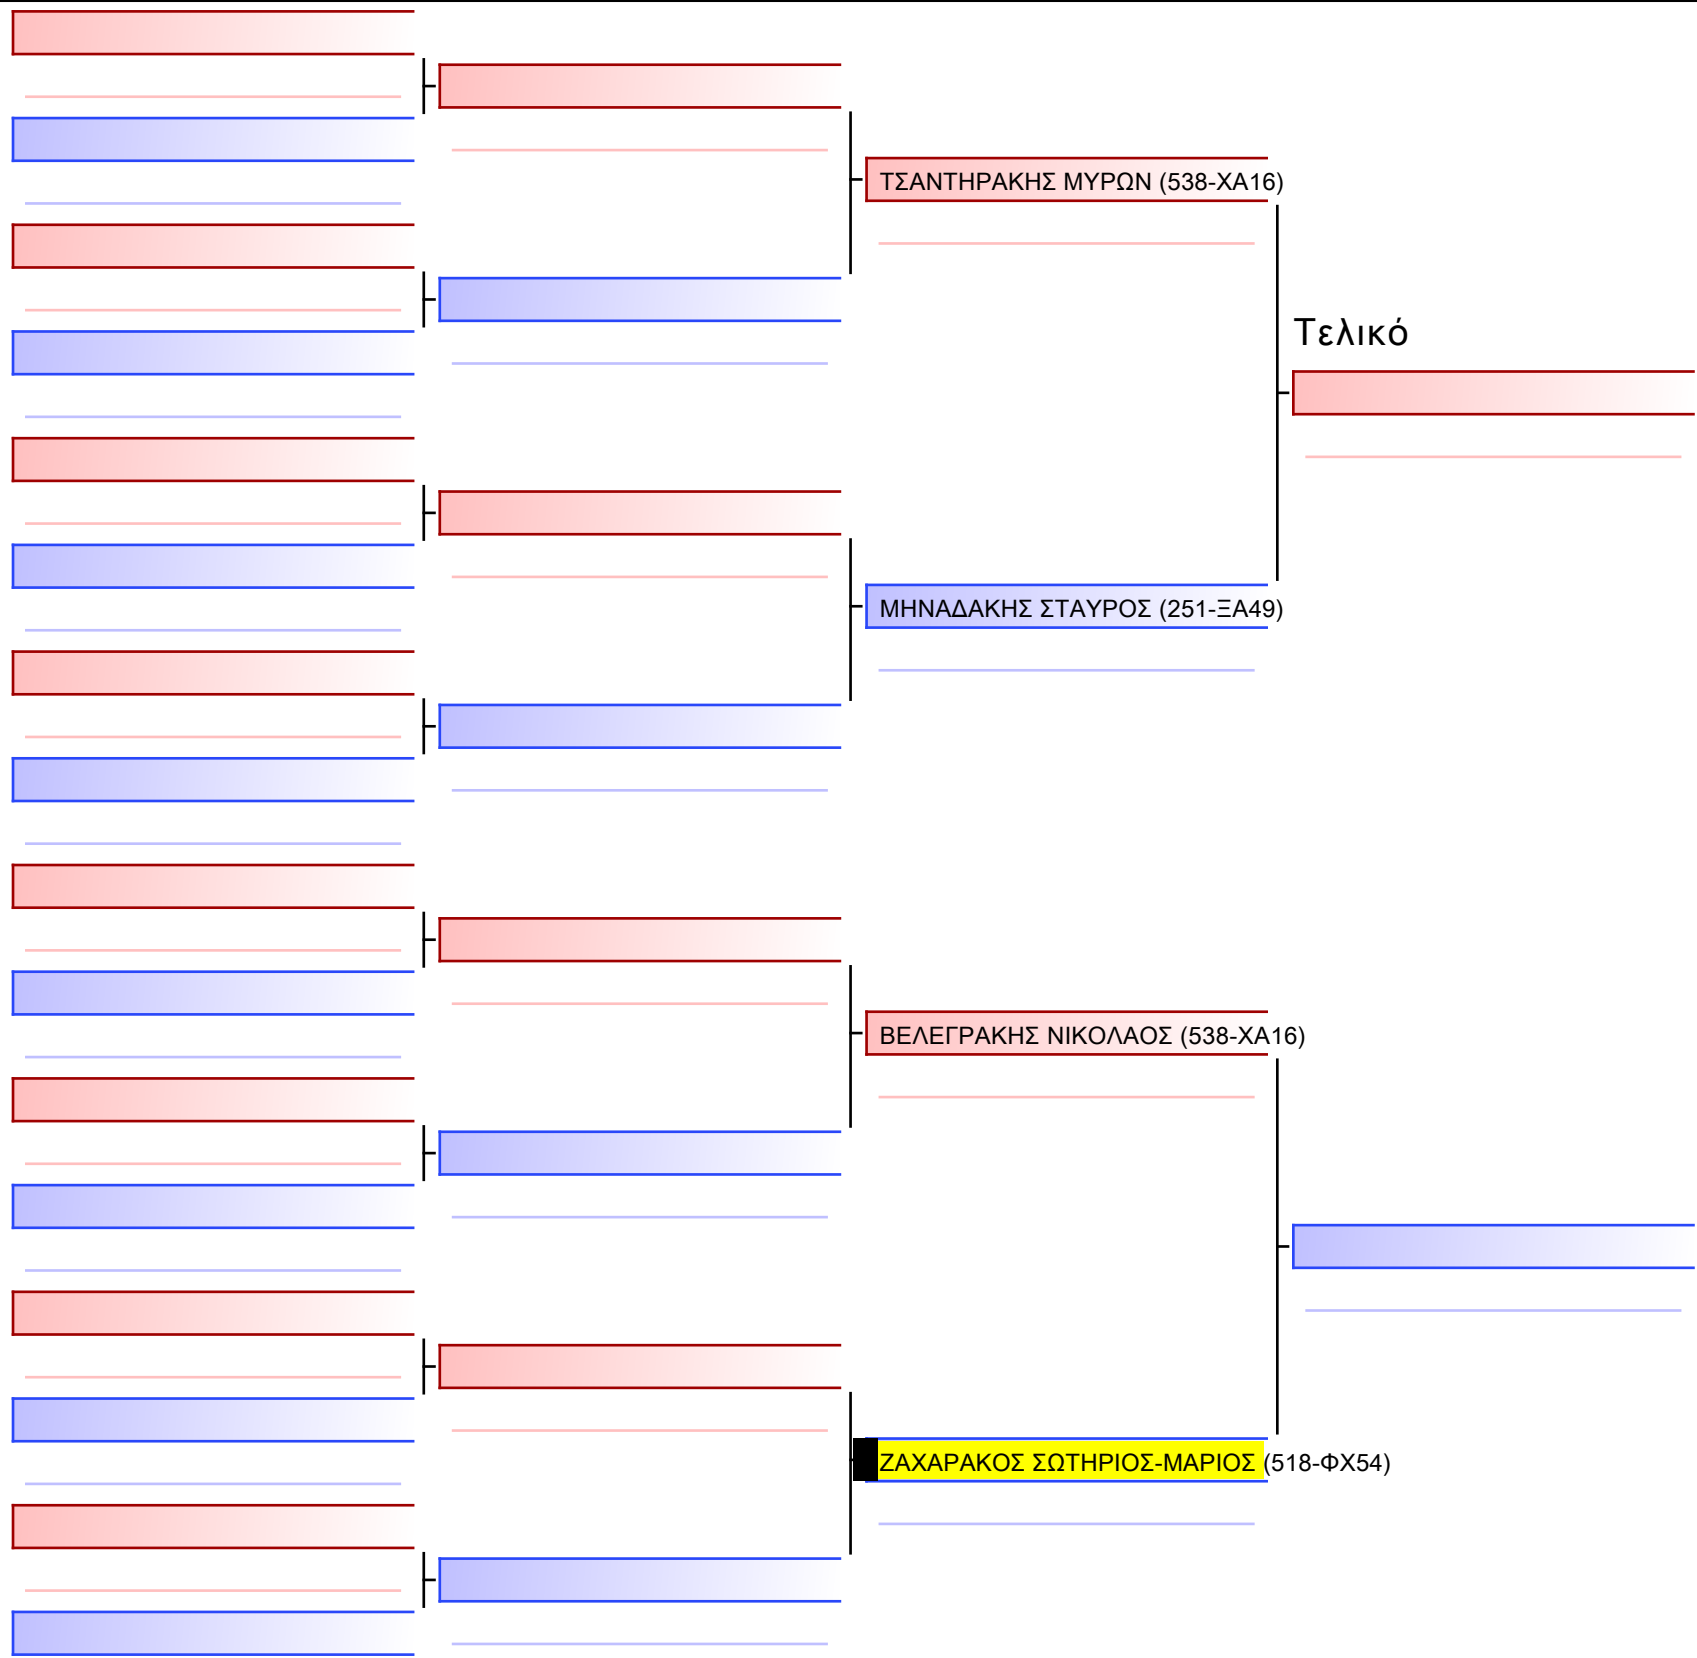 ΤΣΑΝΤΗΡΑΚΗΣ ΜΥΡΩΝ (538-ΧΑ16)
Τελικό
ΜΗΝΑΔΑΚΗΣ ΣΤΑΥΡΟΣ (251-ΞΑ49)
ΒΕΛΕΓΡΑΚΗΣ ΝΙΚΟΛΑΟΣ (538-ΧΑ16)
ΖΑΧΑΡΑΚΟΣ ΣΩΤΗΡΙΟΣ-ΜΑΡΙΟΣ (518-ΦΧ54)